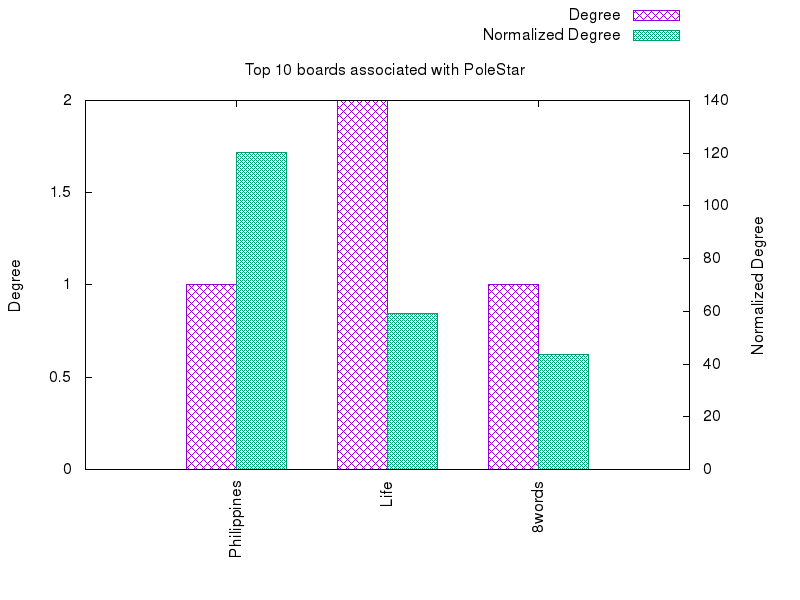 Degree
Normalized Degree
Top 10 boards associated with PoleStar
2
1.5
1
0.5
0
140
120
100
80
60
40
20
0
Degree
Normalized Degree
Philippines
Life
8words